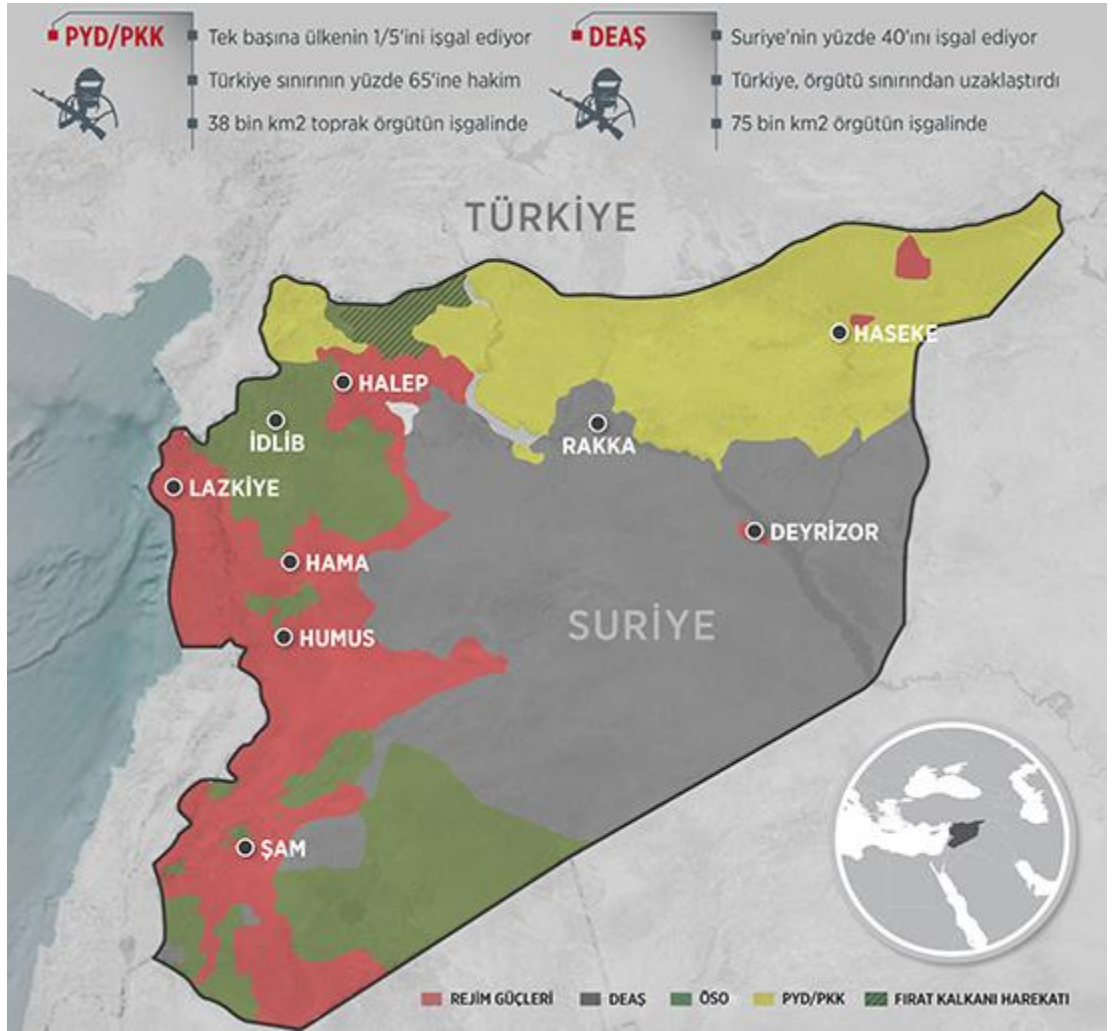 PYD/PKK
Tek başına ülkenin 1/5'ini işgal ediyor
Türkiye sınırının yüzde 65'ine hakim
38 bin km2 toprak örgütün işgalinde
DEAŞ
Suriye'nin yüzde 40'ını işgal ediyor
Türkiye, örgütü sınırından uzaklaştırdı
75 bin km2 örgütün işgalinde
TÜRKİYE
HASEKE
HALEP
İDLİB
RAKKA
LAZKİYE
DEYRİZOR
HAMA
SURİYE
HUMUS
ŞAM
REJİM GÜÇLERİ
DEAŞ
ÖSO
PYD/PKK
FIRAT KALKANI HAREKATI